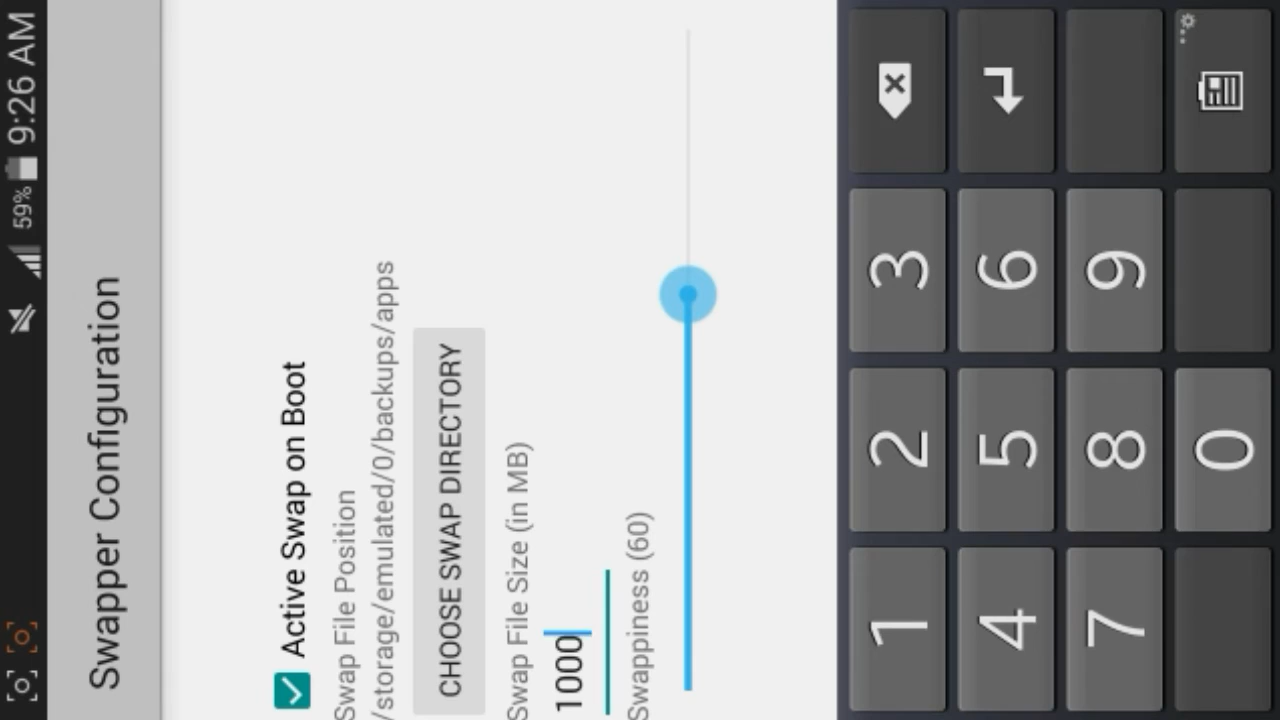 59% 9:26 AM
Swapper Configuration
Active Swap on Boot
Swap File Position
/storage/emulated/0/backups/apps
CHOOSE SWAP DIRECTORY
Swap File Size (in MB)
1000
Swappiness (60)
1 2 3
4 5 6
7 8 9
0